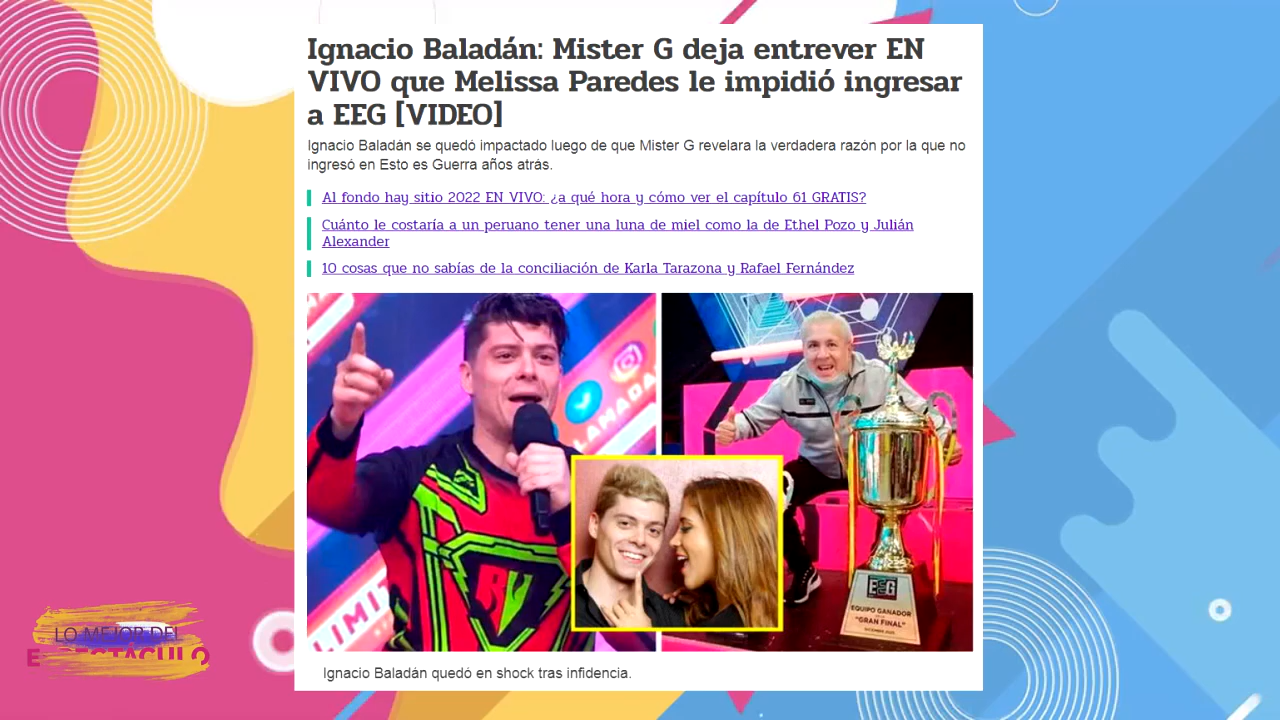 Ignacio Baladán: Mister G deja entrever EN
VIVO que Melissa Paredes le impidió ingresar
a EEG [VIDEO]
Ignacio Baladán se quedó impactado luego de que Mister G revelara la verdadera razón por la que no
ingresó en Esto es Guerra años atrás.
Al fondo hay sitio 2022 EN VIVO: ¿a qué hora y cómo ver el capítulo 61 GRATIS?
Cuánto le costaría a un peruano tener una luna de miel como la de Ethel Pozo y Julián
Alexander
10 cosas que no sabías de la conciliación de Karla Tarazona y Rafael Fernández
LAMADA
RV
LIMIT
EEG
EQUIPO GANADOR
"GRAN FINAL"
Ignacio Baladán quedó en shock tras infidencia.
LO MEJOR DEL